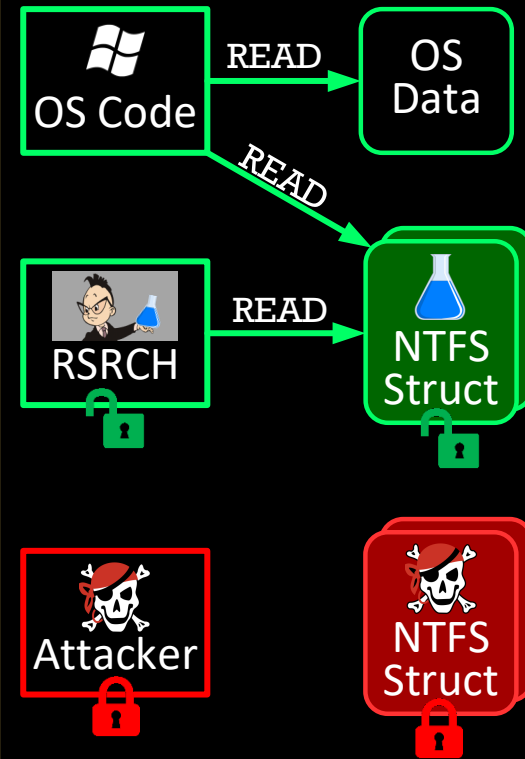 OS Code
READ
OS
Data
READ
RSRCH
READ
NTFS
Struct
Attacker
NTFS
Struct